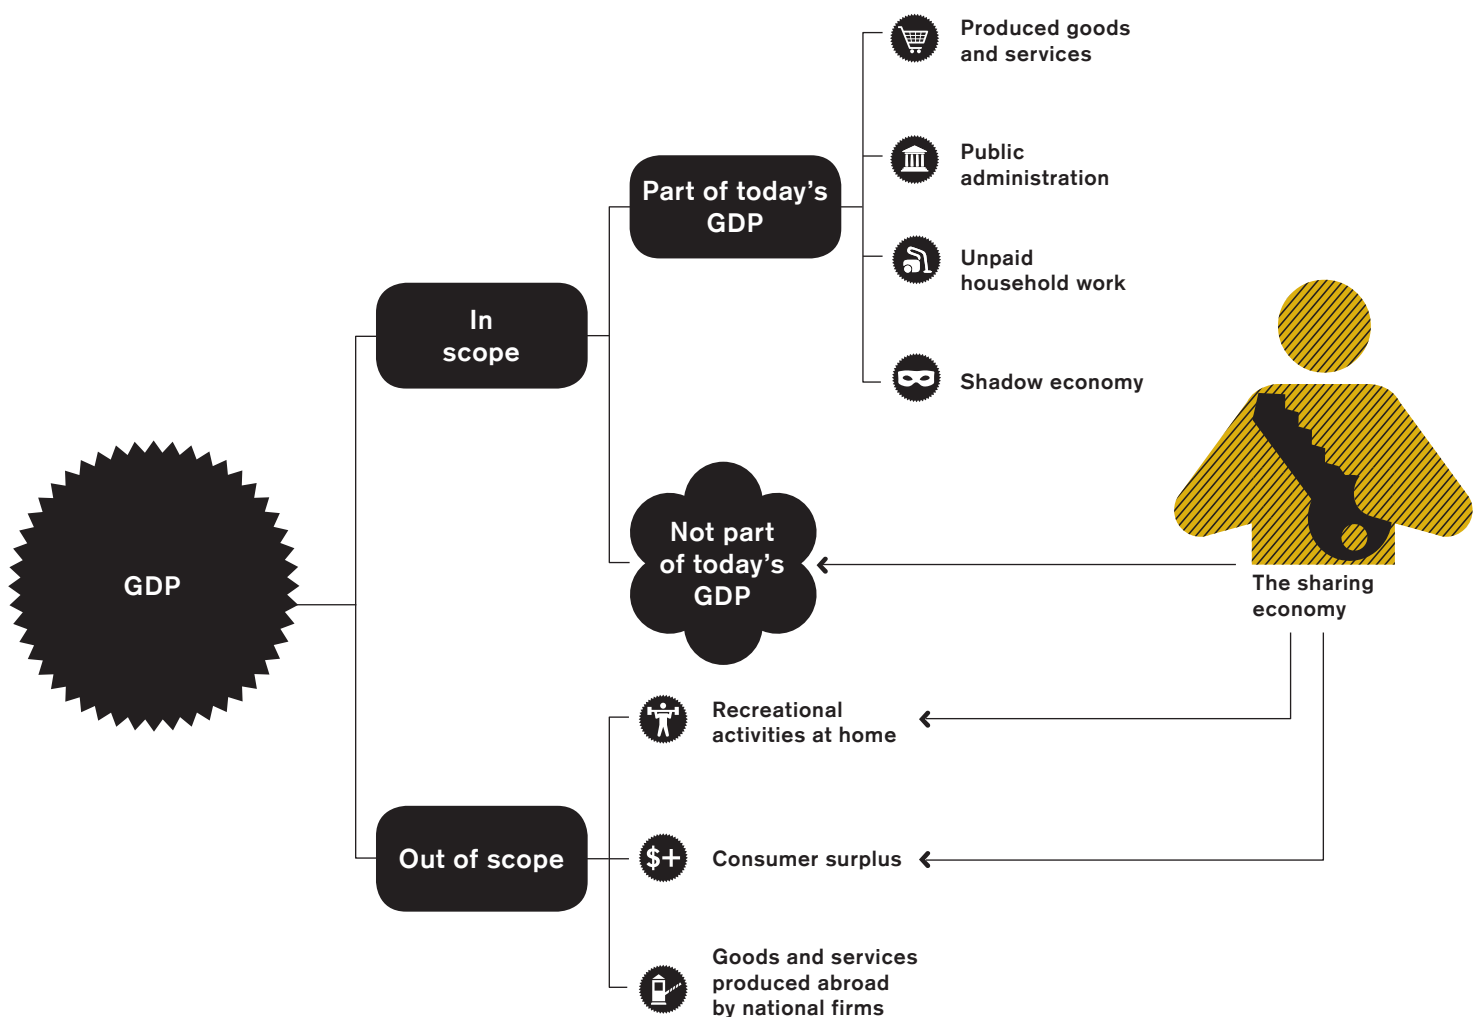 Produced goods
and services
Public
administration
Part of today's
GDP
Unpaid
household work
In
scope
Shadow economy
Not part
of today's
GDP
GDP
The sharing
economy
Recreational
activities at home
Out of scope
$+
Consumer surplus
Goods and services
produced abroad
by national firms